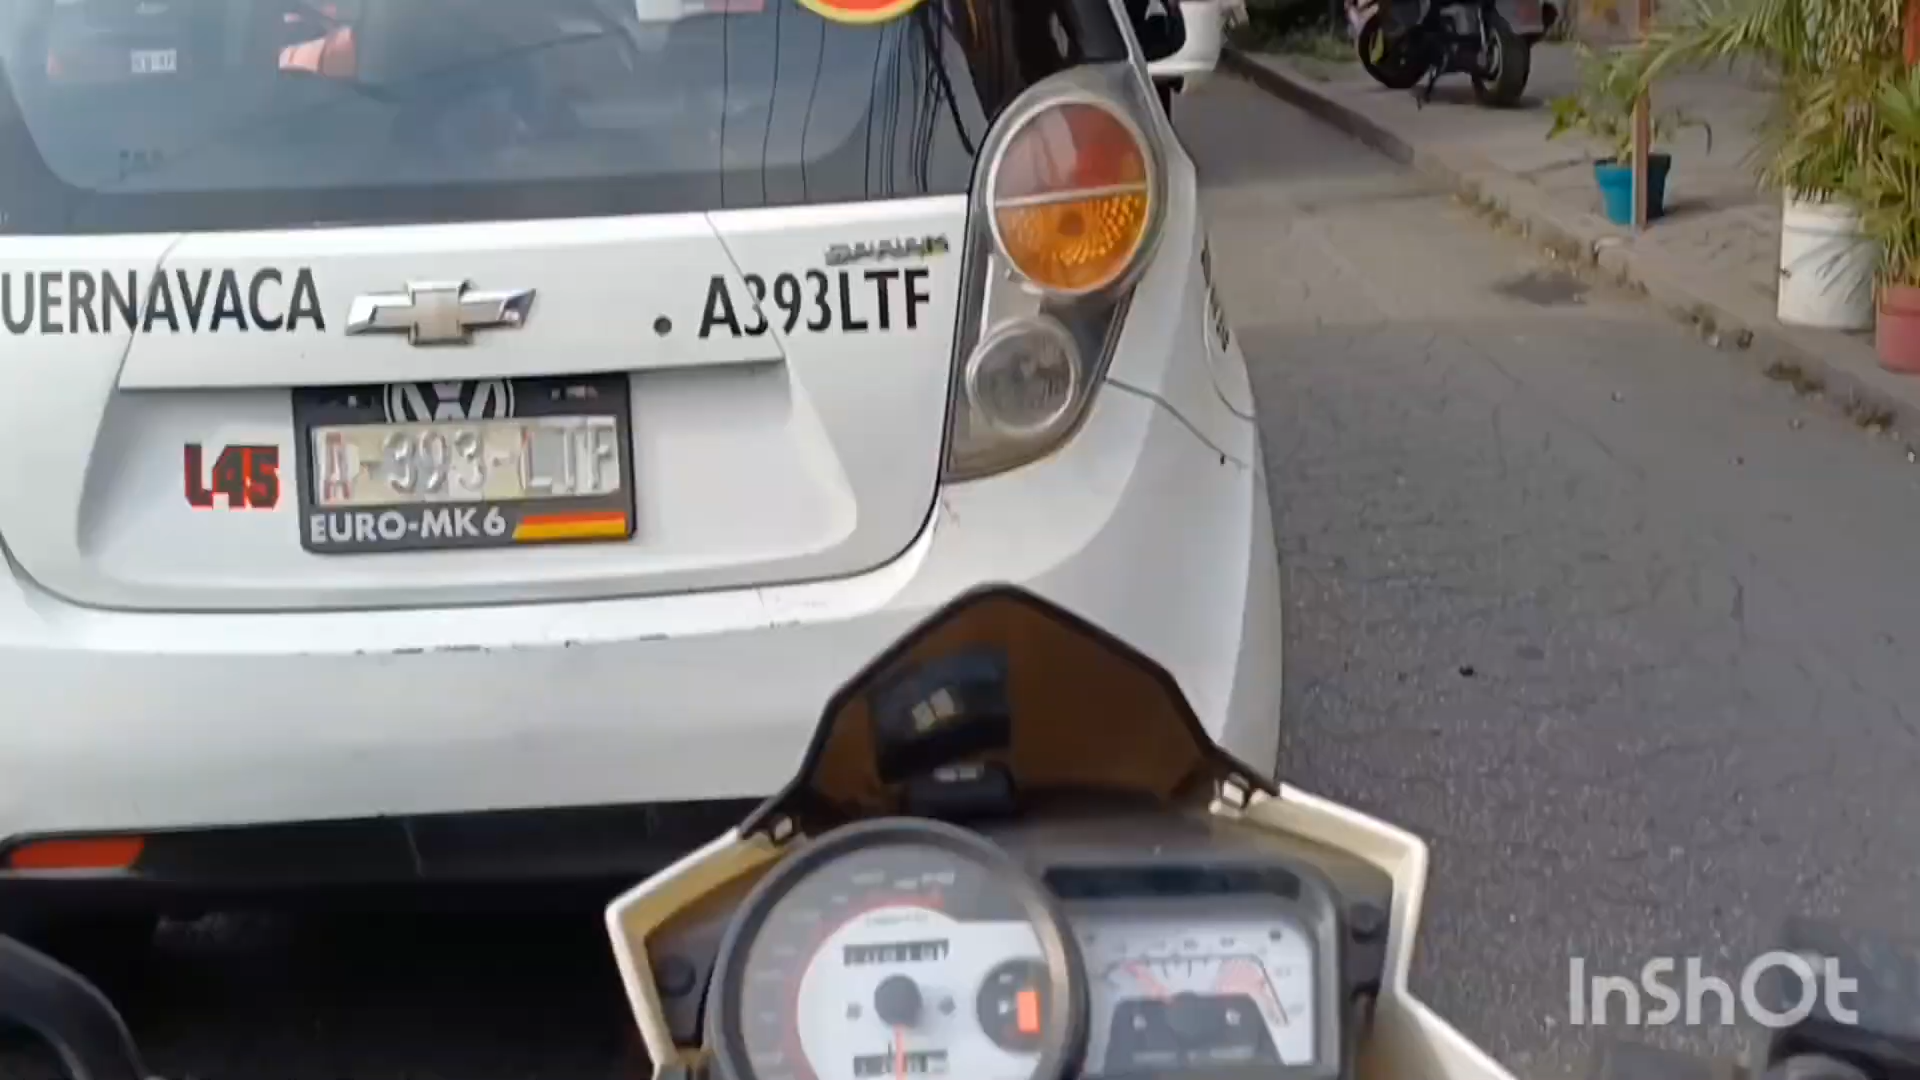 UERNAVACA
A393LTF
L45
A-393-LTF
EURO-MK6
InShOt